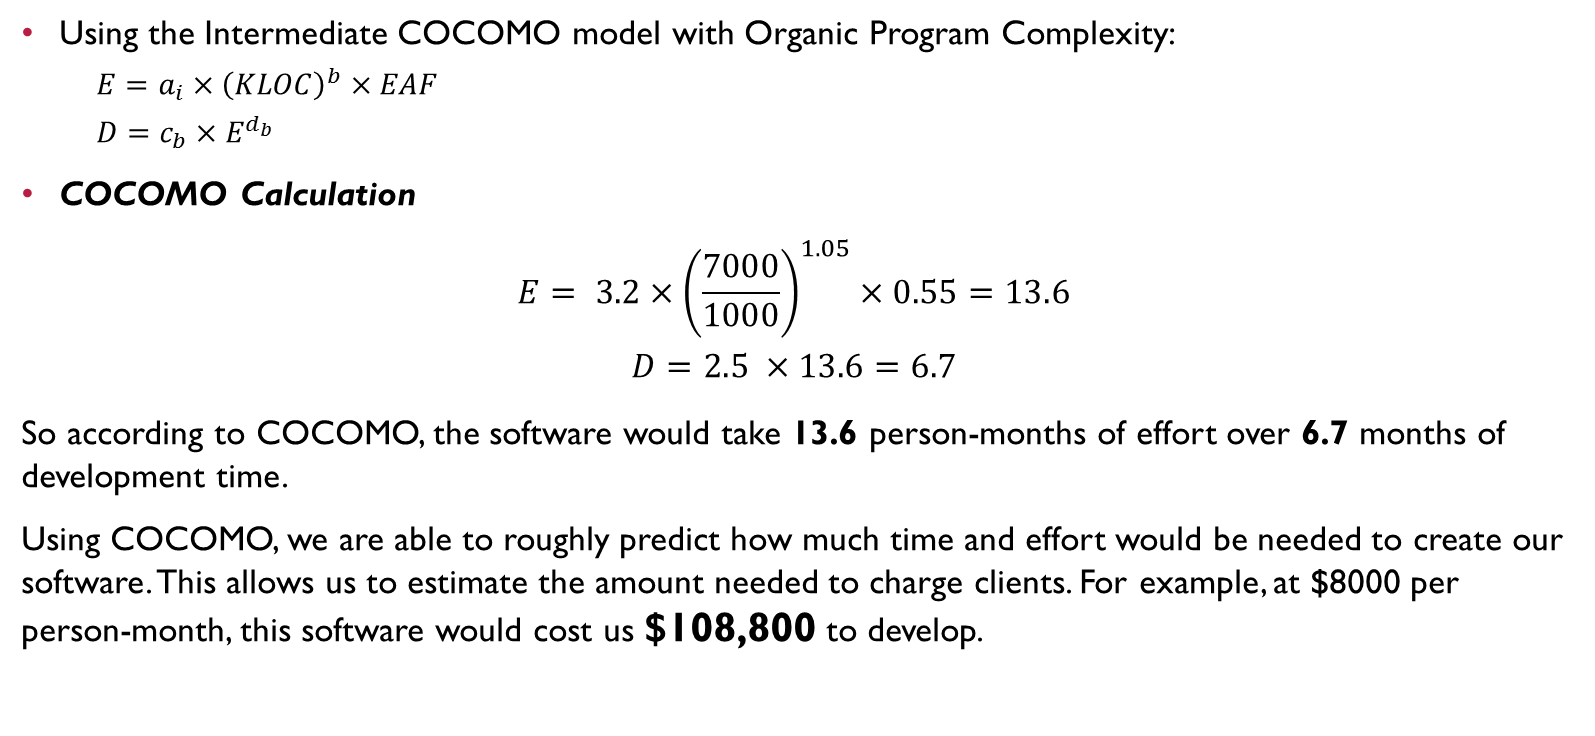 • Using the Intermediate COCOMO model with Organic Program Complexity:
E = aᵢ × (KLOC)^b × EAF
D = c_b × E^{d_b}
• COCOMO Calculation
E = 3.2 × (7000/1000)^1.05 × 0.55 = 13.6
D = 2.5 × 13.6 = 6.7
So according to COCOMO, the software would take 13.6 person-months of effort over 6.7 months of
development time.
Using COCOMO, we are able to roughly predict how much time and effort would be needed to create our
software. This allows us to estimate the amount needed to charge clients. For example, at $8000 per
person-month, this software would cost us $108,800 to develop.